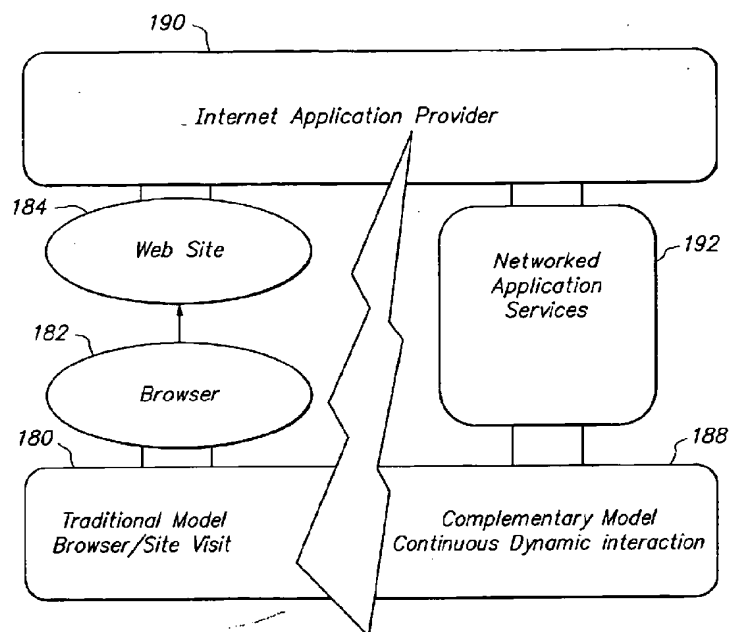 190
Internet Application Provider
184
Web Site
192
Networked
Application
Services
182
Browser
180
188
Traditional Model
Browser/Site Visit
Complementary Model
Continuous Dynamic interaction